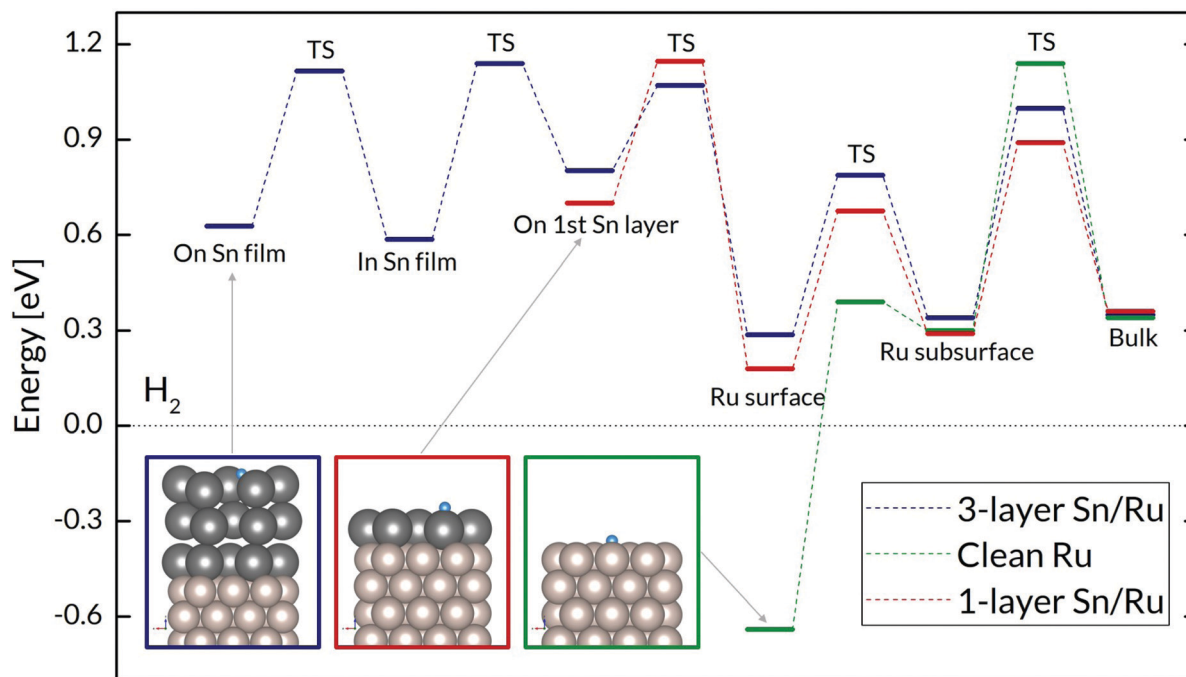 Energy [eV]
1.2
0.9
0.6
0.3
0.0
-0.3
-0.6
TS
TS
TS
TS
TS
On Sn film
In Sn film
On 1st Sn layer
Ru surface
Ru subsurface
Bulk
H₂
3-layer Sn/Ru
Clean Ru
1-layer Sn/Ru